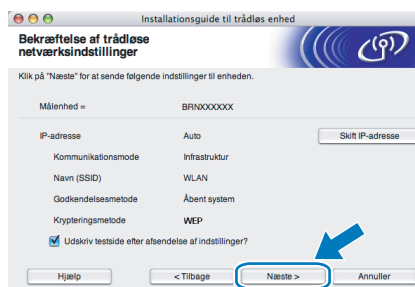 Installationsguide til trådløs enhed
Bekræftelse af trådløse
netværksindstillinger
Klik på "Næste" for at sende følgende indstillinger til enheden.
Målenhed = BRNXXXXXX
IP-adresse Auto Skift IP-adresse
Kommunikationsmode Infrastruktur
Navn (SSID) WLAN
Godkendelsesmetode Åbent system
Krypteringsmetode WEP
Udskriv testside efter afsendelse af indstillinger?
Hjælp < Tilbage Næste > Annuller